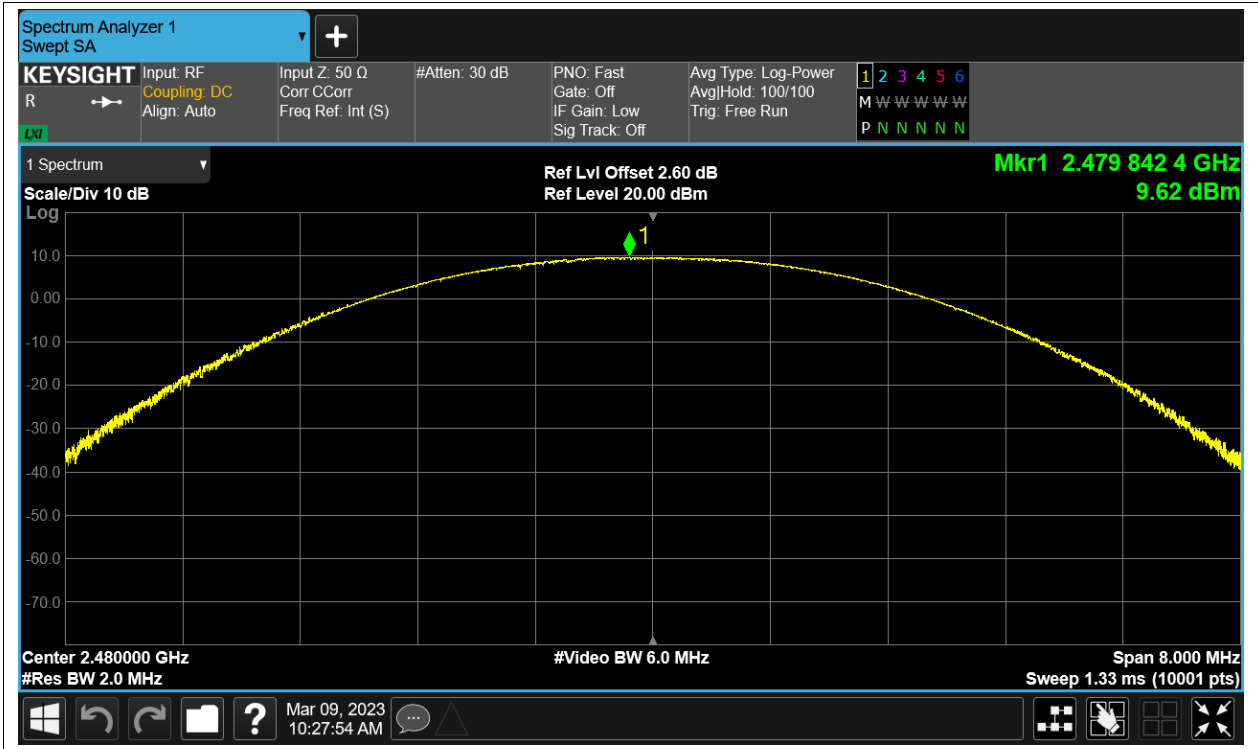 Spectrum Analyzer 1
Swept SA
KEYSIGHT
R
LXI
Input: RF
Coupling: DC
Align: Auto
Input Z: 50 Ω
Corr CCorr
Freq Ref: Int (S)
#Atten: 30 dB
PNO: Fast
Gate: Off
IF Gain: Low
Sig Track: Off
Avg Type: Log-Power
Avg|Hold: 100/100
Trig: Free Run
1 2 3 4 5 6
M W W W W W
P N N N N N
1 Spectrum
Scale/Div 10 dB
Log
Ref Lvl Offset 2.60 dB
Ref Level 20.00 dBm
Mkr1 2.479 842 4 GHz
9.62 dBm
1
10.0
0.00
-10.0
-20.0
-30.0
-40.0
-50.0
-60.0
-70.0
Center 2.480000 GHz
#Res BW 2.0 MHz
#Video BW 6.0 MHz
Span 8.000 MHz
Sweep 1.33 ms (10001 pts)
?
Mar 09, 2023
10:27:54 AM